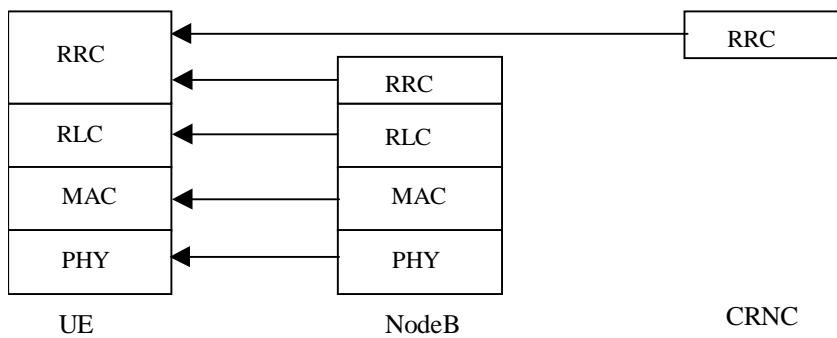 RRC
RRC
RRC
RLC
RLC
MAC
MAC
PHY
PHY
UE
NodeB
CRNC